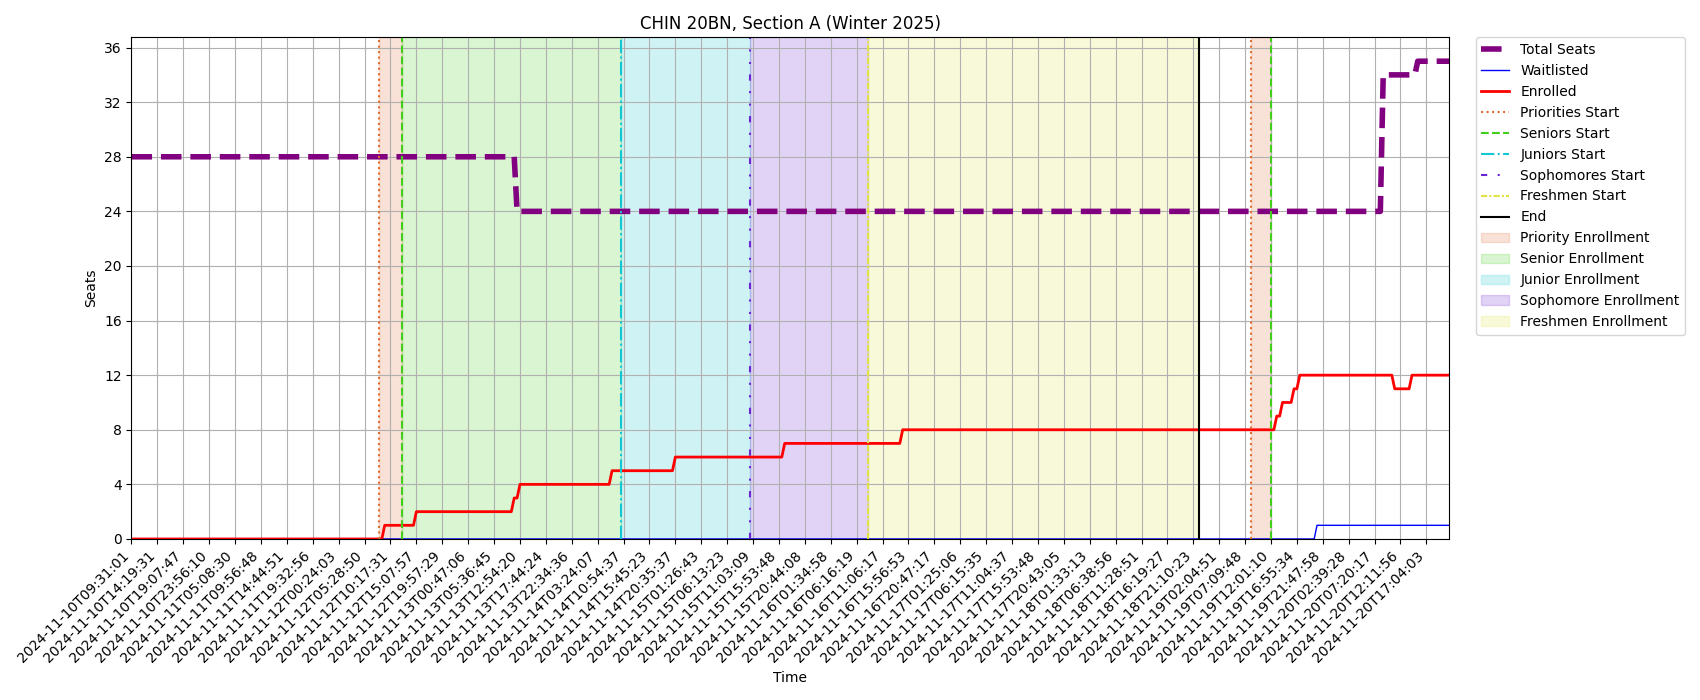 CHIN 20BN, Section A (Winter 2025)
36
32
28
24
20
16
12
8
4
0
Seats
2024-11-10T09:31:01
2024-11-10T14:19:31
2024-11-10T19:07:47
2024-11-10T23:56:10
2024-11-11T05:08:30
2024-11-11T09:56:48
2024-11-11T14:44:51
2024-11-11T19:32:56
2024-11-12T00:24:03
2024-11-12T05:28:50
2024-11-12T10:17:31
2024-11-12T15:07:57
2024-11-12T19:57:29
2024-11-13T00:47:06
2024-11-13T05:36:45
2024-11-13T12:54:20
2024-11-13T17:44:24
2024-11-13T22:34:36
2024-11-14T03:24:07
2024-11-14T10:54:37
2024-11-14T15:45:23
2024-11-14T20:35:37
2024-11-15T01:26:43
2024-11-15T06:13:23
2024-11-15T11:03:09
2024-11-15T15:53:48
2024-11-15T20:44:08
2024-11-16T01:34:58
2024-11-16T06:16:19
2024-11-16T11:06:17
2024-11-16T15:56:53
2024-11-16T20:47:17
2024-11-17T01:25:06
2024-11-17T06:15:35
2024-11-17T11:04:37
2024-11-17T15:53:48
2024-11-17T20:43:05
2024-11-18T01:33:13
2024-11-18T06:38:56
2024-11-18T11:28:51
2024-11-18T16:19:27
2024-11-18T21:10:23
2024-11-19T02:04:51
2024-11-19T07:09:48
2024-11-19T12:01:10
2024-11-19T16:55:34
2024-11-19T21:47:58
2024-11-20T02:39:28
2024-11-20T07:20:17
2024-11-20T12:11:56
2024-11-20T17:04:03
Time
Total Seats
Waitlisted
Enrolled
Priorities Start
Seniors Start
Juniors Start
Sophomores Start
Freshmen Start
End
Priority Enrollment
Senior Enrollment
Junior Enrollment
Sophomore Enrollment
Freshmen Enrollment